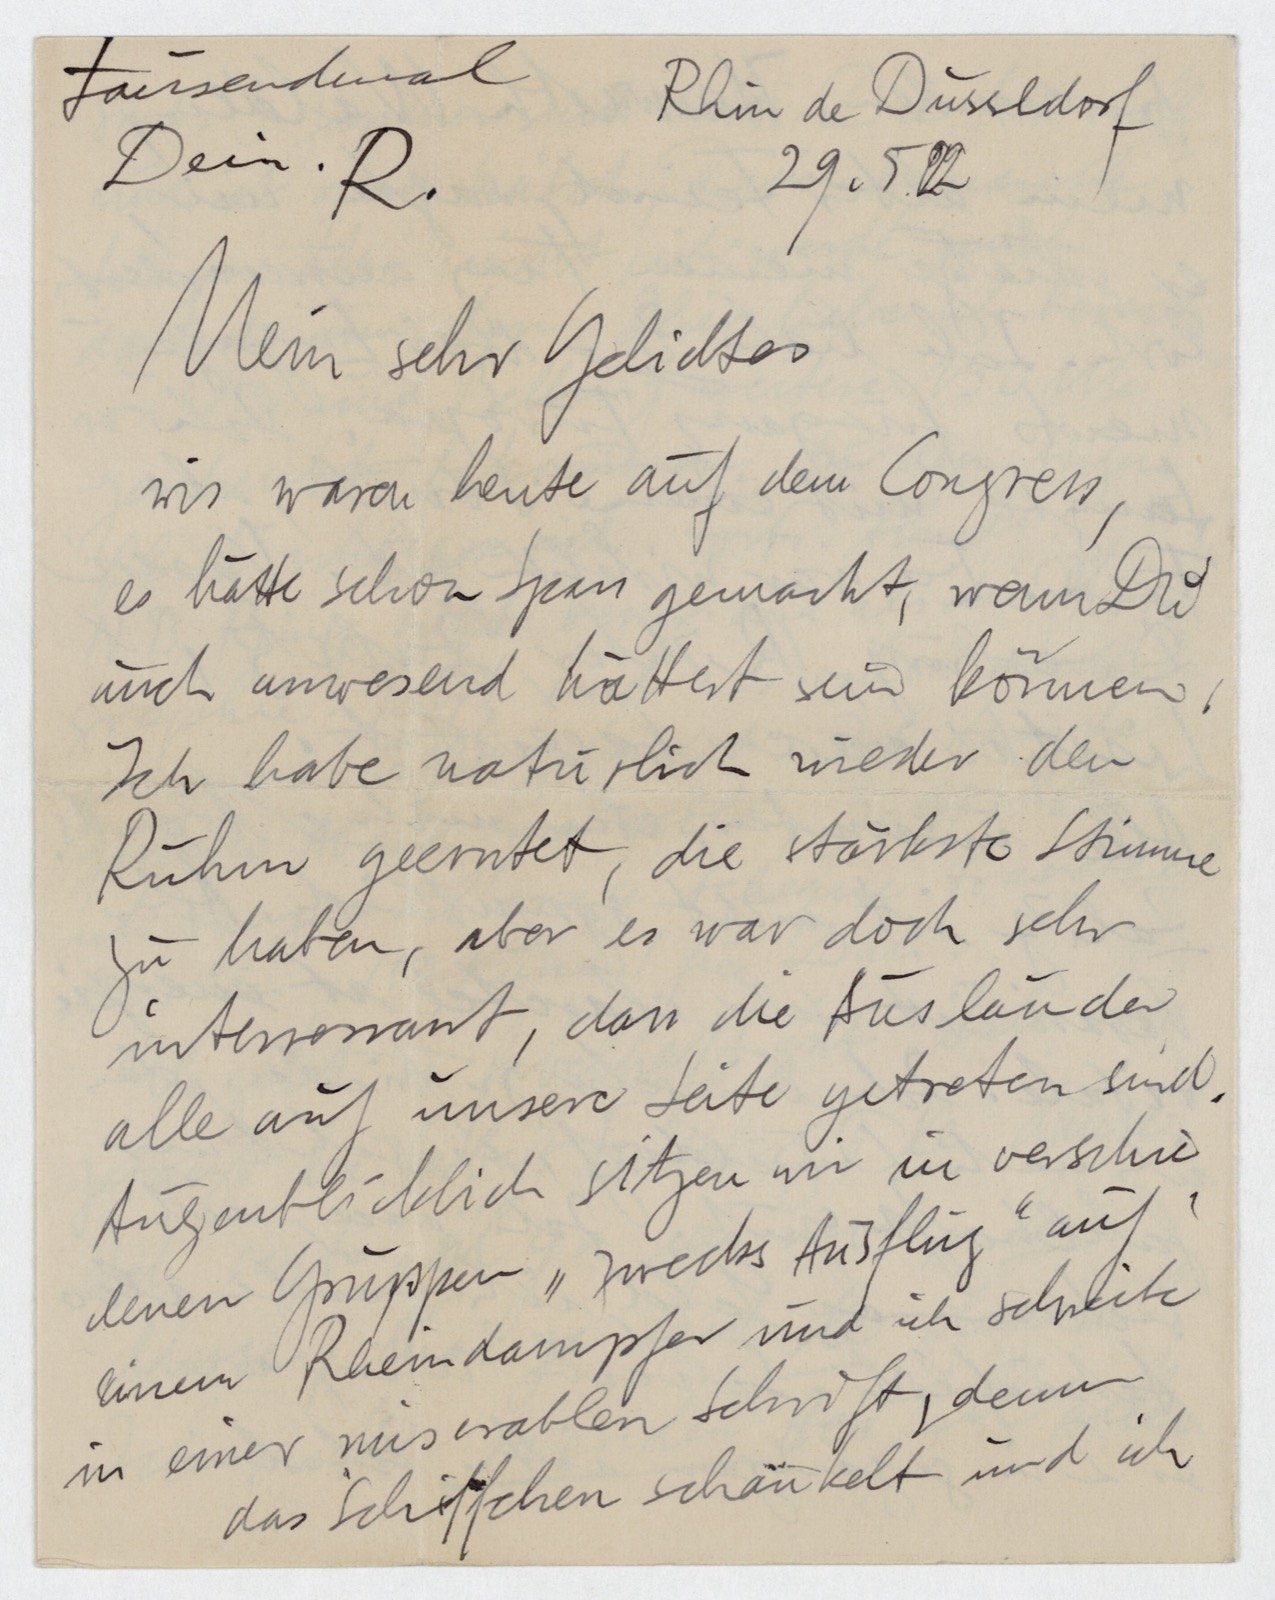 Tausendmal
Dein. R.
Rhin de Düsseldorf
29.5.22
Mein sehr Geliebtes
wir waren heute auf dem Congress,
es hätte schon Spass gemacht, wenn Du
auch anwesend hättest sein können,
Ich habe natürlich wieder den
Ruhm geerntet, die stärkste Stimme
zu haben, aber es war doch sehr
interressant, dass die Ausländer
alle auf unsere Seite getreten sind.
Augenblicklich sitzen wir in verschie
denen Gruppen „zwecks Ausflug“ auf
einem Rheindampfer und ich schreibe
in einer miserablen Schrift, denn
das Schiffchen schaukelt und ich